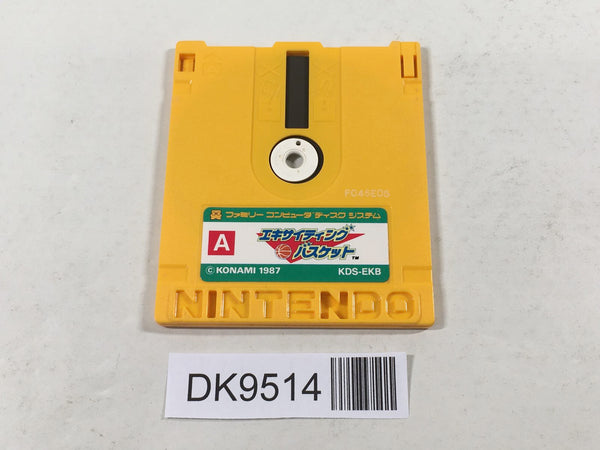 ファミリー コンピュータ ディスク システム
A
エキサイティング
バスケット™
© KONAMI 1987 KDS-EKB
NINTENDO
DK9514